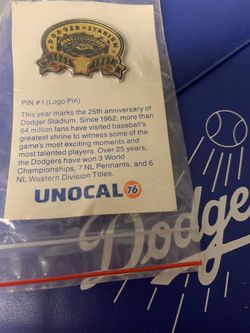 DODGER STADIUM
PIN #1 (Logo Pin)
This year marks the 25th anniversary of
Dodger Stadium. Since 1962, more than
64 million fans have visited baseball's
greatest shrine to witness some of the
game's most exciting moments and
most talented players. Over 25 years,
the Dodgers have won 3 World
Championships, 7 NL Pennants, and 6
NL Western Division Titles.
UNOCAL 76
Dodge